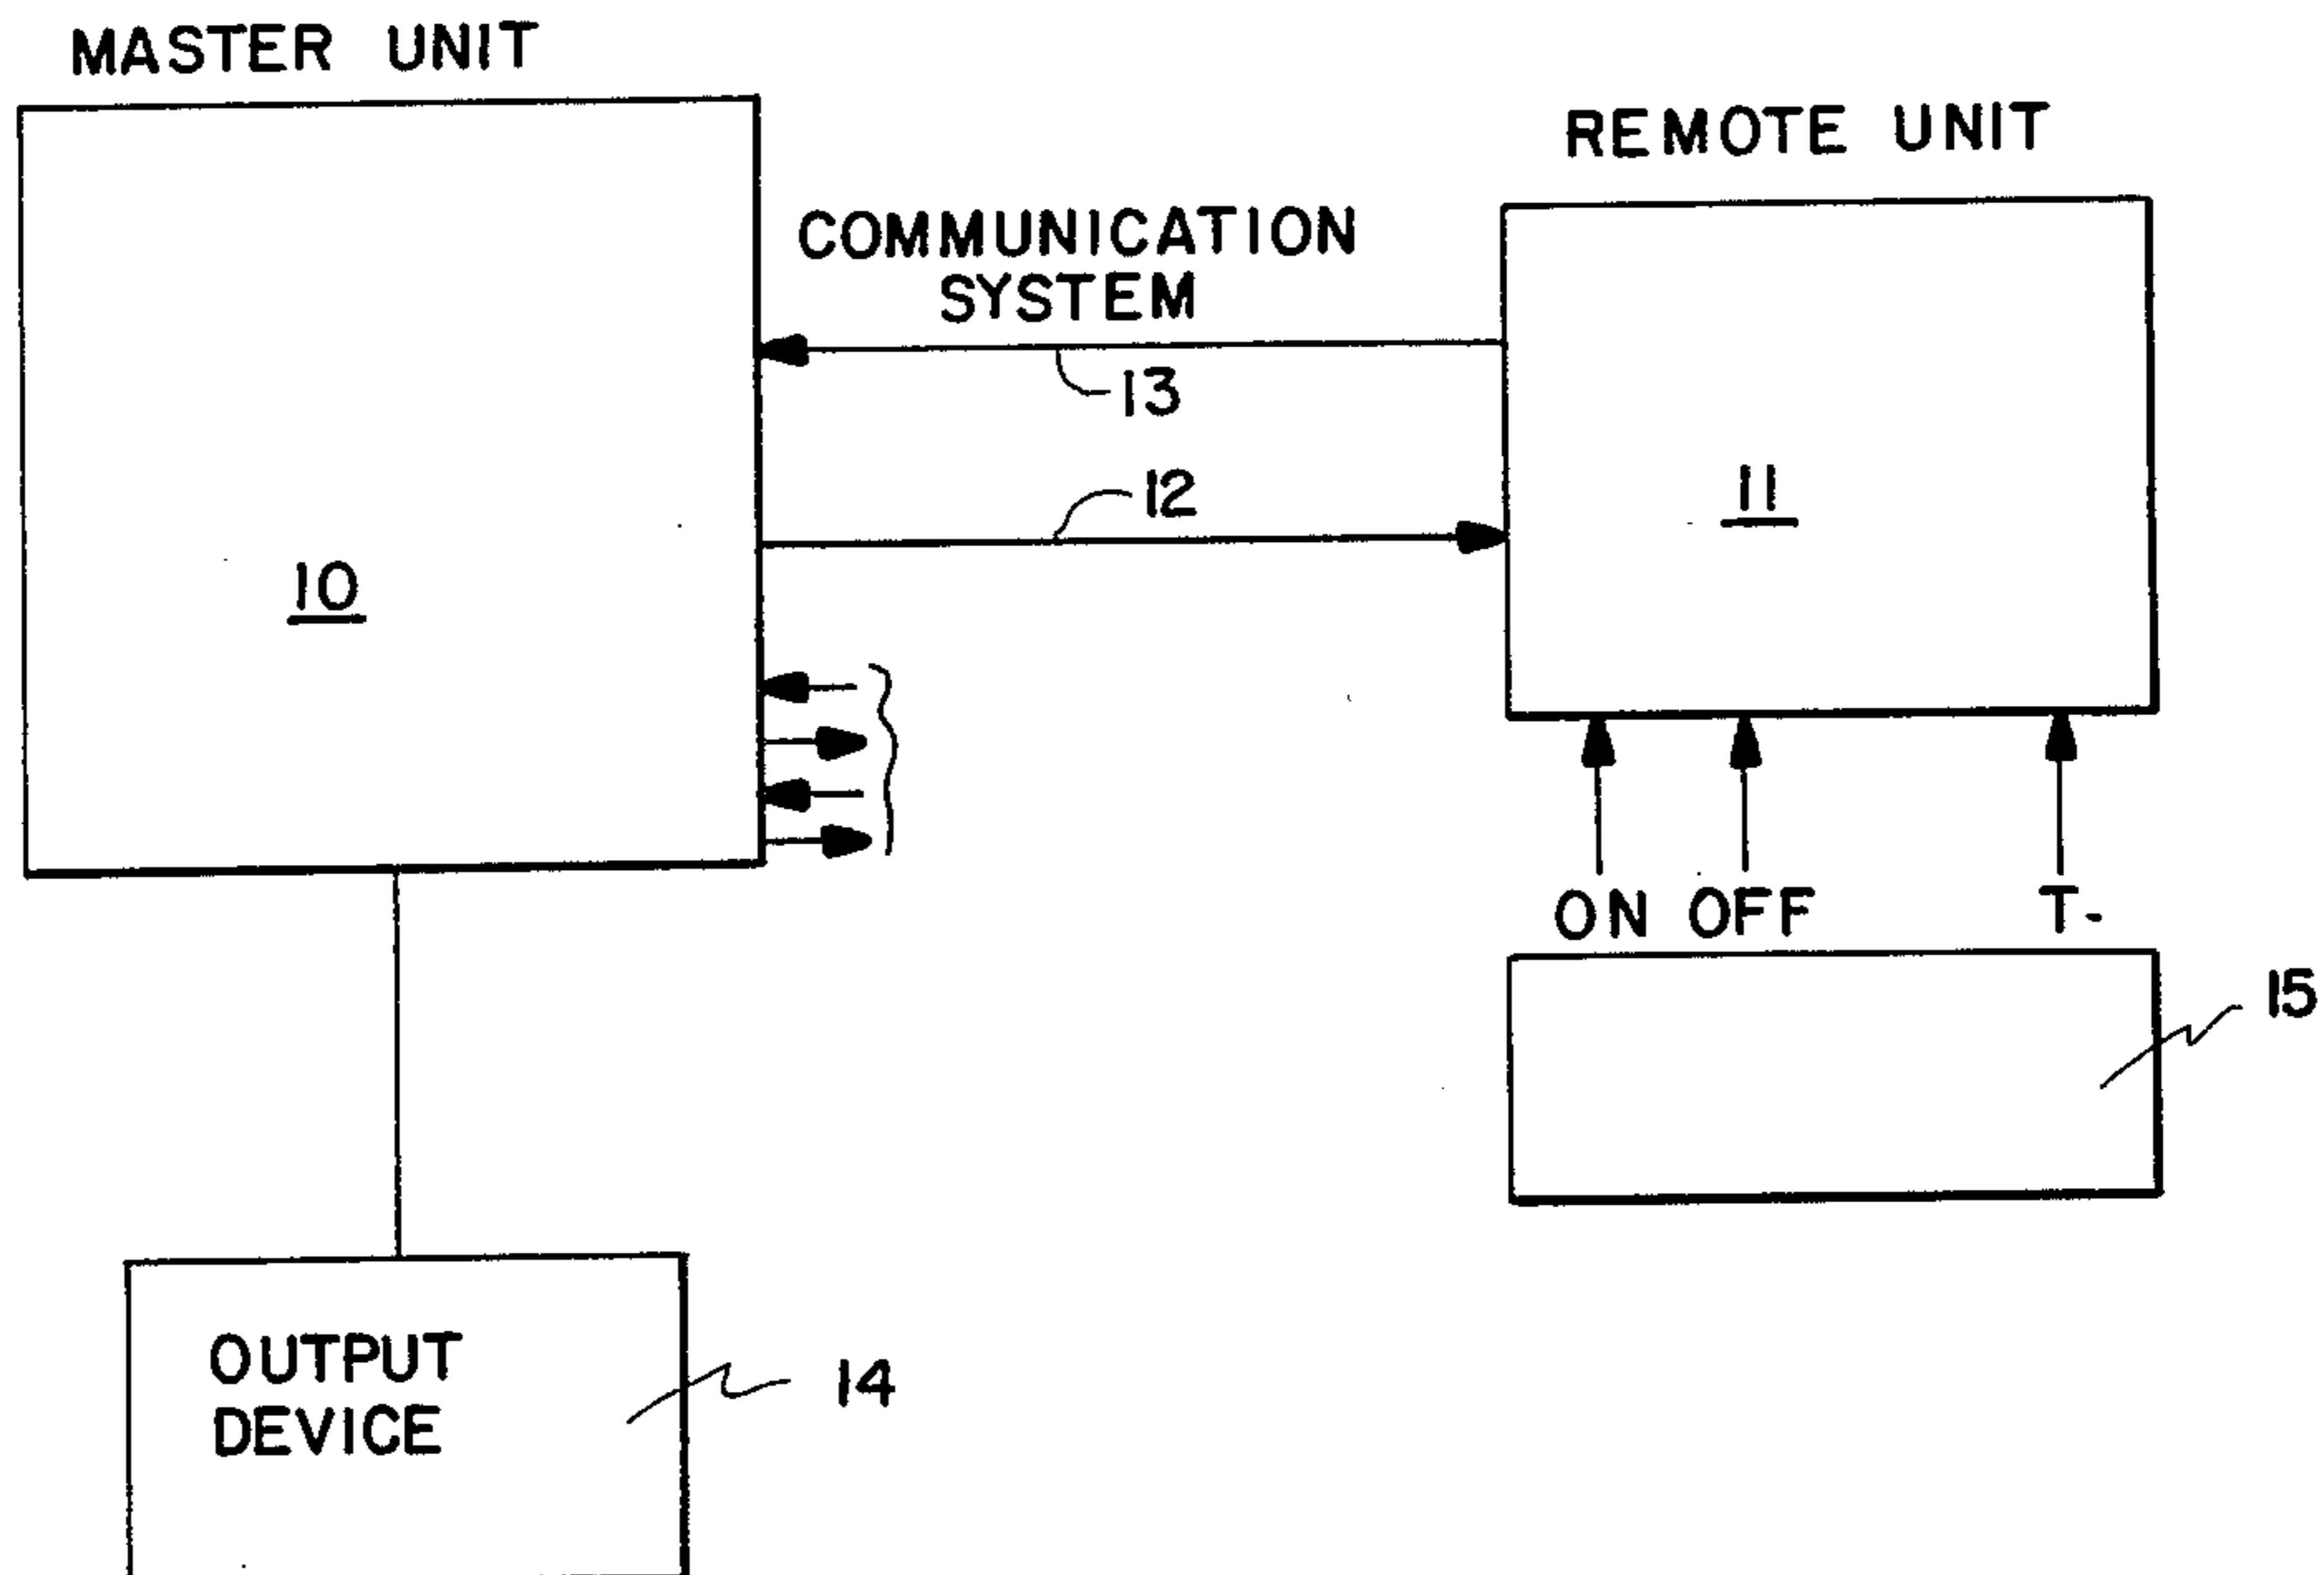 MASTER UNIT
REMOTE UNIT
COMMUNICATION
SYSTEM
13
12
11
10
ON OFF T-
15
OUTPUT
DEVICE
14